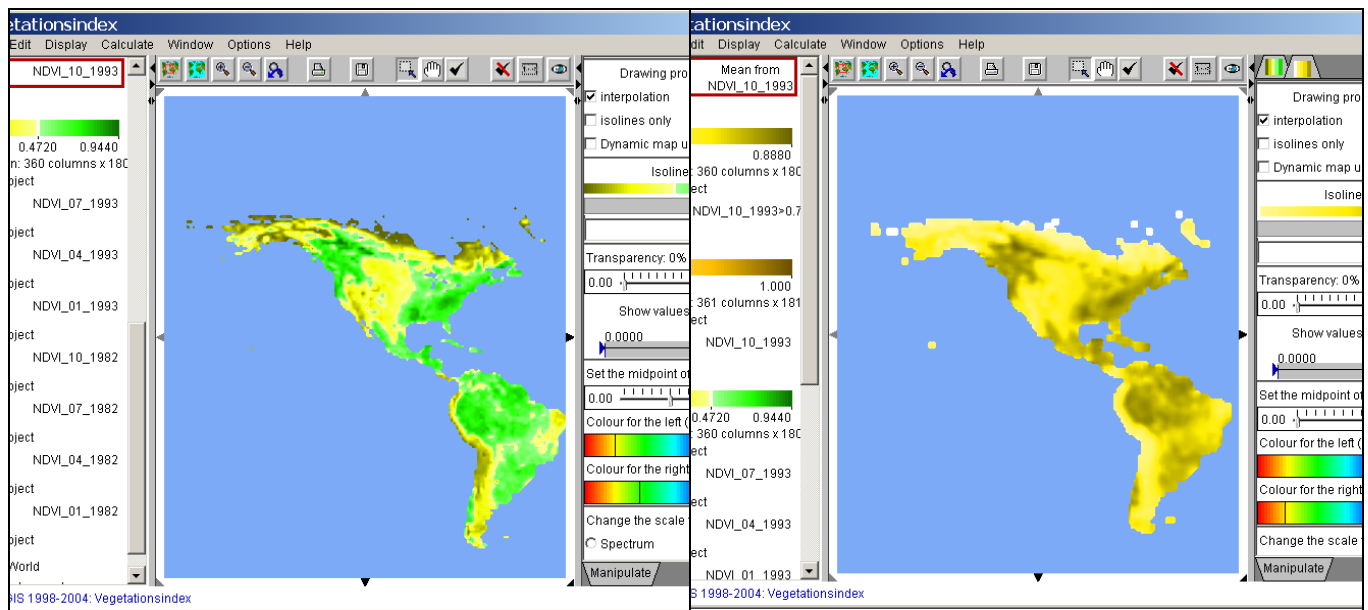 etationsindex
Edit Display Calculate Window Options Help
NDVI_10_1993
0.4720 0.9440
n: 360 columns x 180
oject
NDVI_07_1993
bject
NDVI_04_1993
bject
NDVI_01_1993
bject
NDVI_10_1982
bject
NDVI_07_1982
bject
NDVI_04_1982
bject
NDVI_01_1982
bject
World
Drawing pro
interpolation
isolines only
Dynamic map u
Isoline
Transparency: 0%
0.00
Show values
0.0000
Set the midpoint of
0.00
Colour for the left (
Colour for the right
Change the scale
Spectrum
Manipulate
GIS 1998-2004: Vegetationsindex
tationsindex
dit Display Calculate Window Options Help
Mean from
NDVI_10_1993
0.8880
360 columns x 180
ect
NDVI_10_1993>0.7
1.000
361 columns x 181
ect
NDVI_10_1993
0.4720 0.9440
360 columns x 180
ect
NDVI_07_1993
ect
NDVI_04_1993
ect
NDVI_01_1993
Drawing pro
interpolation
isolines only
Dynamic map u
Isoline
Transparency: 0%
0.00
Show values
0.0000
Set the midpoint of
0.00
Colour for the left (
Colour for the right
Change the scale
Manipulate
S 1998-2004: Vegetationsindex